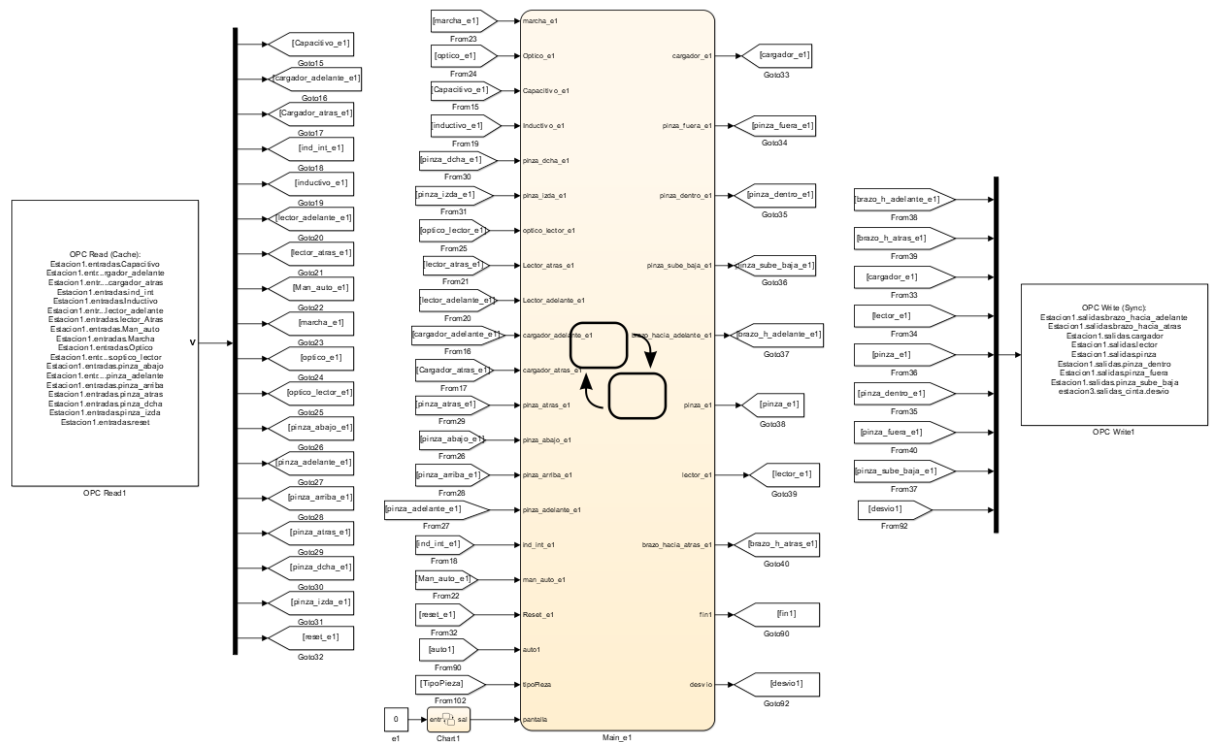 OPC Read (Cache):
Estacion1.entradas.Capacitivo
Estacion1.entr...rgador_adelante
Estacion1.entr...cargador_atras
Estacion1.entradas.ind_int
Estacion1.entradas.Inductivo
Estacion1.entr...lector_adelante
Estacion1.entradas.lector_Atras
Estacion1.entradas.Man_auto
Estacion1.entradas.Marcha
Estacion1.entradas.Optico
Estacion1.entr...soptico_lector
Estacion1.entradas.pinza_abajo
Estacion1.entr....pinza_adelante
Estacion1.entradas.pinza_arriba
Estacion1.entradas.pinza_atras
Estacion1.entradas.pinza_dcha
Estacion1.entradas.pinza_izda
Estacion1.entradas.reset
V
OPC Read1
[Capacitivo_e1]
Goto15
[cargador_adelante_e1]
Goto16
[Cargador_atras_e1]
Goto17
[ind_int_e1]
Goto18
[inductivo_e1]
Goto19
[lector_adelante_e1]
Goto20
[lector_atras_e1]
Goto21
[Man_auto_e1]
Goto22
[marcha_e1]
Goto23
[optico_e1]
Goto24
[optico_lector_e1]
Goto25
[pinza_abajo_e1]
Goto26
[pinza_adelante_e1]
Goto27
[pinza_arriba_e1]
Goto28
[pinza_atras_e1]
Goto29
[pinza_dcha_e1]
Goto30
[pinza_izda_e1]
Goto31
[reset_e1]
Goto32
[marcha_e1]
From23
[optico_e1]
From24
[Capacitivo_e1]
From15
[inductivo_e1]
From19
[pinza_dcha_e1]
From30
[pinza_izda_e1]
From31
[optico_lector_e1]
From25
[lector_atras_e1]
From21
[lector_adelante_e1]
From20
[cargador_adelante_e1]
From16
[Cargador_atras_e1]
From17
[pinza_atras_e1]
From29
[pinza_abajo_e1]
From26
[pinza_arriba_e1]
From28
[pinza_adelante_e1]
From27
[ind_int_e1]
From18
[Man_auto_e1]
From22
[reset_e1]
From32
[auto1]
From90
[TipoPieza]
From102
0
e1
entr
sal
Chart1
marcha_e1
Optico_e1
Capacitivo_e1
Inductivo_e1
pinza_dcha_e1
pinza_izda_e1
optico_lector_e1
Lector_atras_e1
Lector_adelante_e1
cargador_adelante_e1
cargador_atras_e1
pinza_atras_e1
pinza_abajo_e1
pinza_arriba_e1
pinza_adelante_e1
ind_int_e1
man_auto_e1
Reset_e1
auto1
tipoPieza
pantalla
cargador_e1
pinza_fuera_e1
pinza_dentro_e1
pinza_sube_baja_e1
brazo_hacia_adelante_e1
pinza_e1
lector_e1
brazo_hacia_atras_e1
fin1
desvio
Main_e1
[cargador_e1]
Goto33
[pinza_fuera_e1]
Goto34
[pinza_dentro_e1]
Goto35
[pinza_sube_baja_e1]
Goto36
[brazo_h_adelante_e1]
Goto37
[pinza_e1]
Goto38
[lector_e1]
Goto39
[brazo_h_atras_e1]
Goto40
[fin1]
Goto90
[desvio1]
Goto92
[brazo_h_adelante_e1]
From38
[brazo_h_atras_e1]
From39
[cargador_e1]
From33
[lector_e1]
From34
[pinza_e1]
From36
[pinza_dentro_e1]
From35
[pinza_fuera_e1]
From40
[pinza_sube_baja_e1]
From37
[desvio1]
From92
OPC Write (Sync):
Estacion1.salidas.brazo_hacia_adelante
Estacion1.salidas.brazo_hacia_atras
Estacion1.salidas.cargador
Estacion1.salidas.lector
Estacion1.salidas.pinza
Estacion1.salidas.pinza_dentro
Estacion1.salidas.pinza_fuera
Estacion1.salidas.pinza_sube_baja
estacion3.salidas_cinta.desvio
OPC Write1